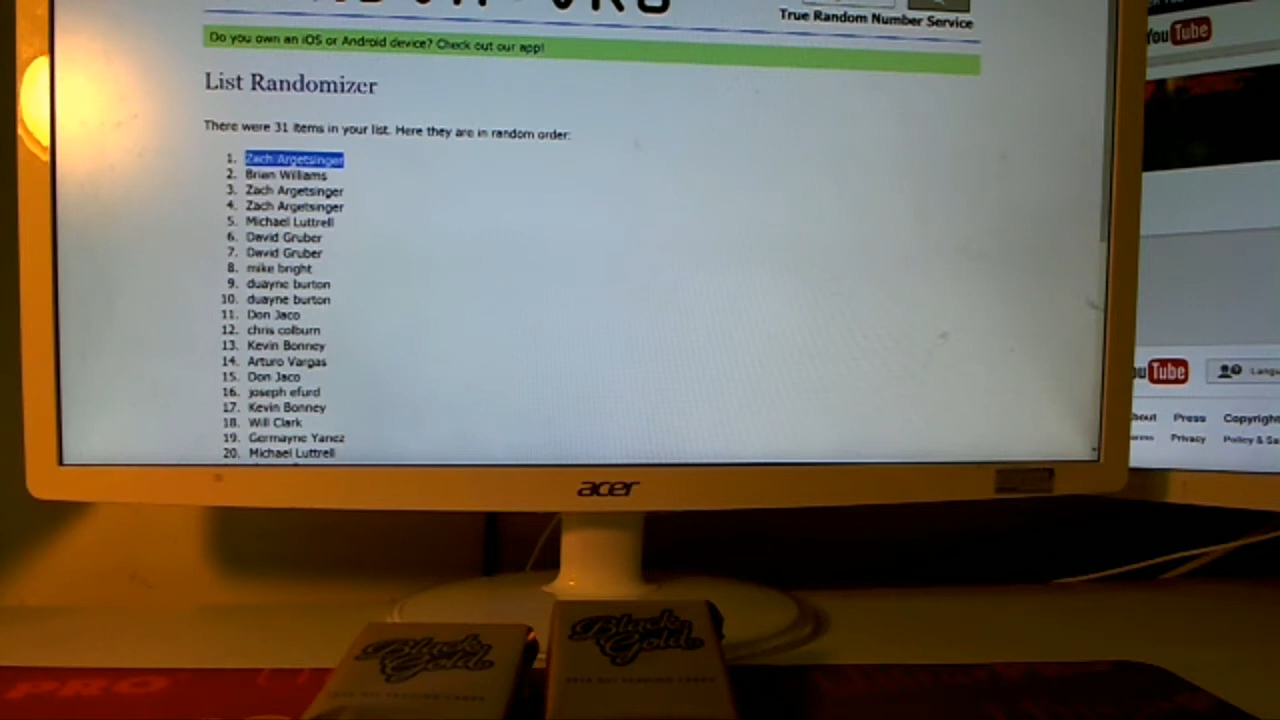 True Random Number Service
Do you own an iOS or Android device? Check out our app!
List Randomizer
There were 31 items in your list. Here they are in random order:
1. Zach Argetsinger
2. Brian Williams
3. Zach Argetsinger
4. Zach Argetsinger
5. Michael Luttrell
6. David Gruber
7. David Gruber
8. mike bright
9. duayne burton
10. duayne burton
11. Don Jaco
12. chris colburn
13. Kevin Bonney
14. Arturo Vargas
15. Don Jaco
16. joseph efurd
17. Kevin Bonney
18. Will Clark
19. Germayne Yanez
20. Michael Luttrell
acer
YouTube
uTube
Press Copyright
Privacy Policy & Sa
Black Gold
Black Gold
PRO